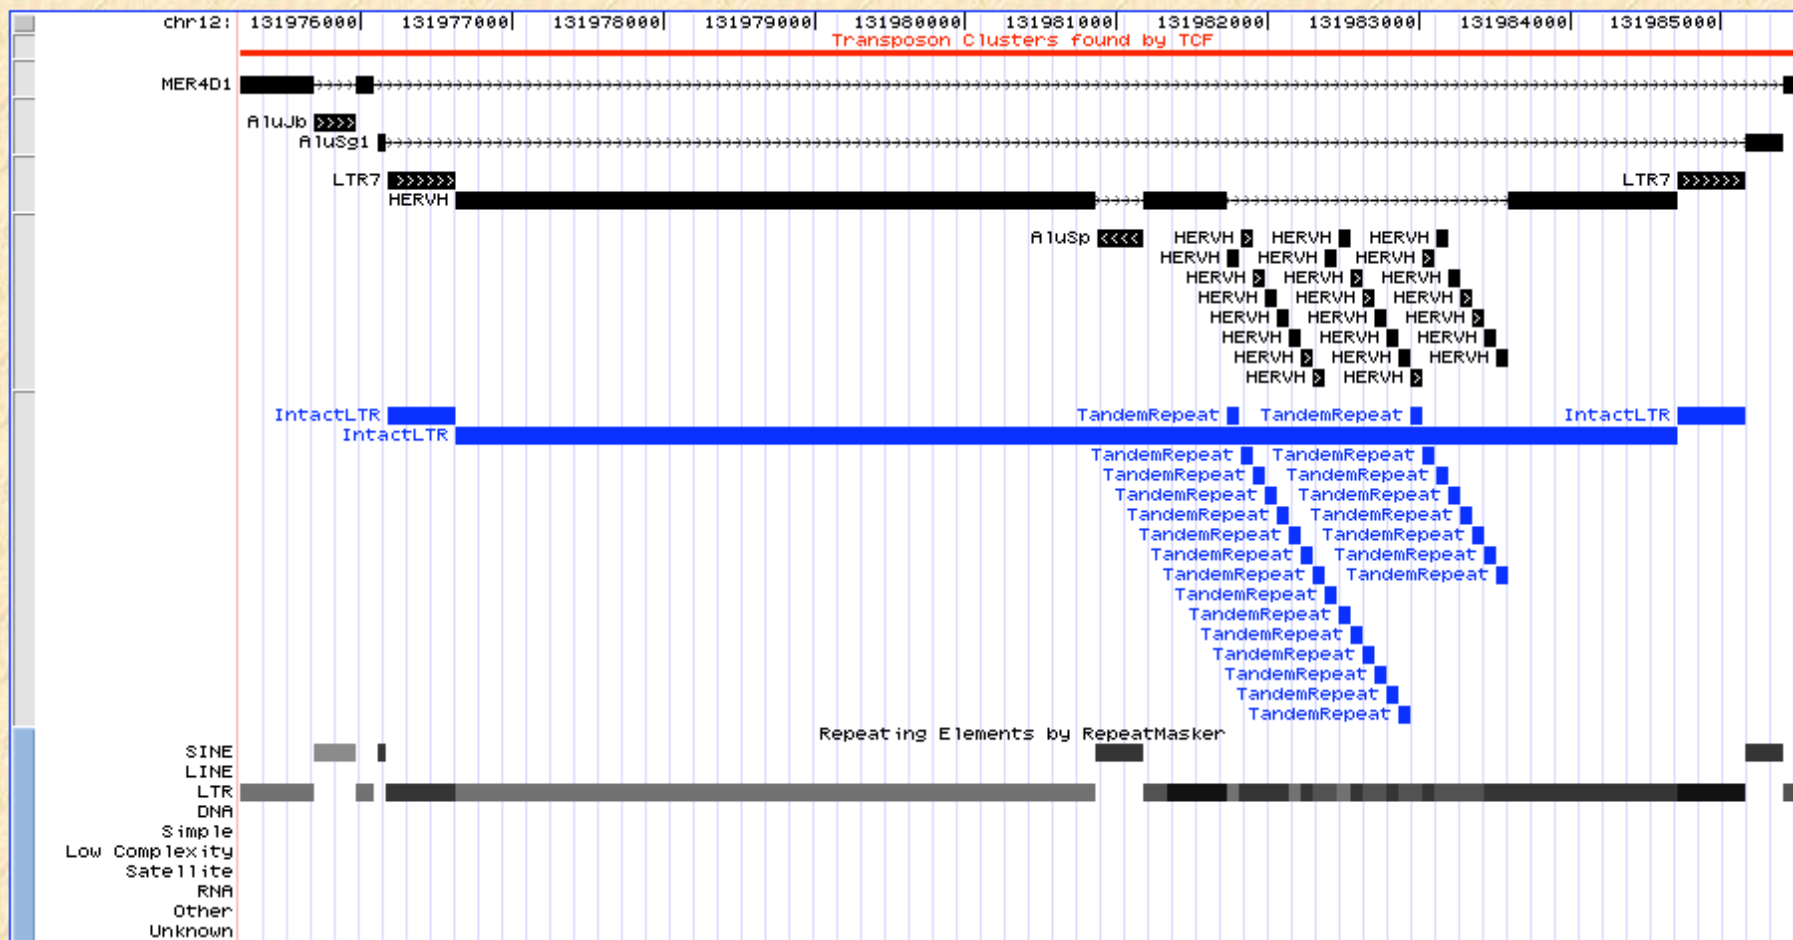 chr12: 131976000 131977000 131978000 131979000 131980000 131981000 131982000 131983000 131984000 131985000
Transposon Clusters found by TCF
MER4D1
AluJb
AluSg1
LTR7 LTR7
HERVH
AluSp HERVH HERVH HERVH
HERVH HERVH HERVH
HERVH HERVH HERVH
HERVH HERVH HERVH
HERVH HERVH HERVH
HERVH HERVH HERVH
HERVH HERVH HERVH
HERVH HERVH
IntactLTR TandemRepeat TandemRepeat IntactLTR
IntactLTR
TandemRepeat TandemRepeat
TandemRepeat TandemRepeat
TandemRepeat TandemRepeat
TandemRepeat TandemRepeat
TandemRepeat TandemRepeat
TandemRepeat TandemRepeat
TandemRepeat TandemRepeat
TandemRepeat
TandemRepeat
TandemRepeat
TandemRepeat
TandemRepeat
TandemRepeat
TandemRepeat
Repeating Elements by RepeatMasker
SINE
LINE
LTR
DNA
Simple
Low Complexity
Satellite
RNA
Other
Unknown